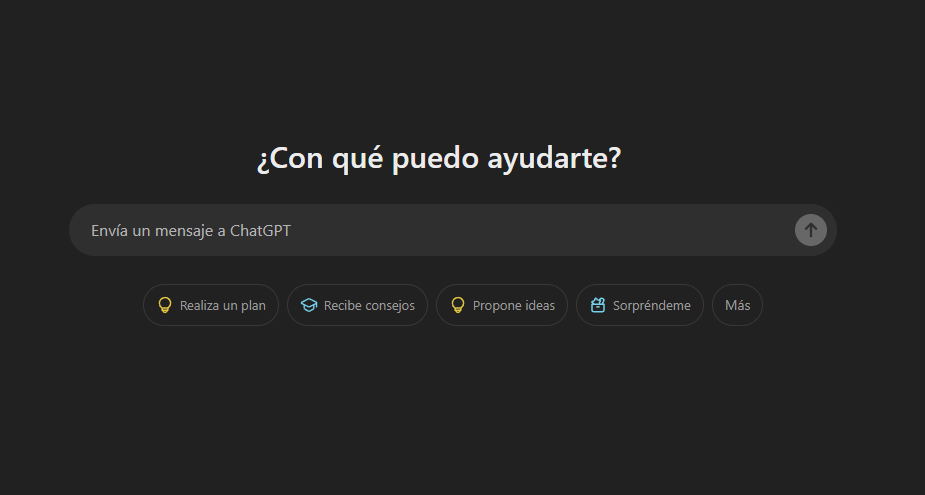 ¿Con qué puedo ayudarte?
Envía un mensaje a ChatGPT
Realiza un plan Recibe consejos Propone ideas Sorpréndeme Más